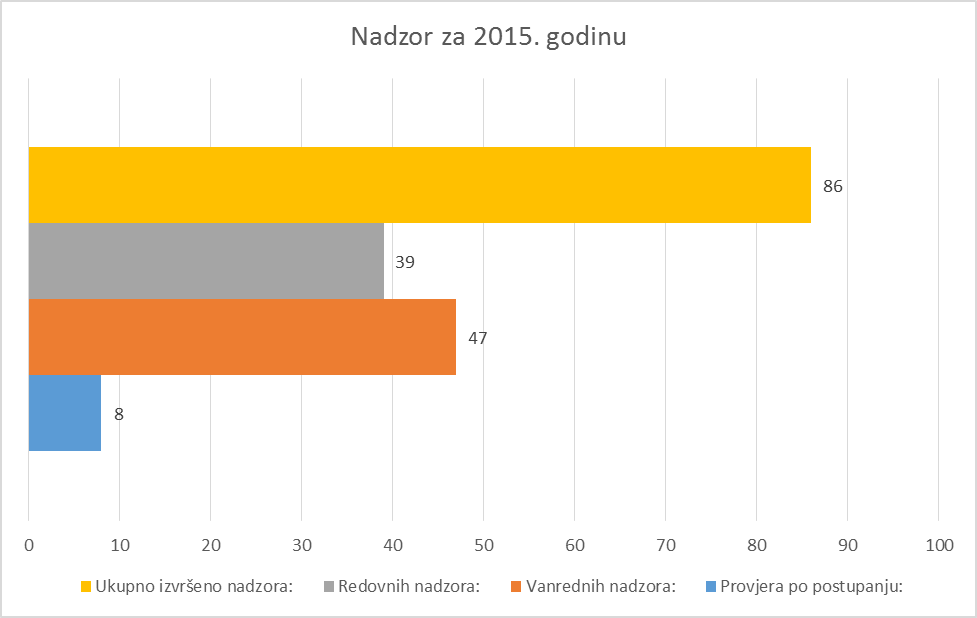 Nadzor za 2015. godinu
86
39
47
8
0 10 20 30 40 50 60 70 80 90 100
Ukupno izvršeno nadzora: Redovnih nadzora: Vanrednih nadzora: Provjera po postupanju: